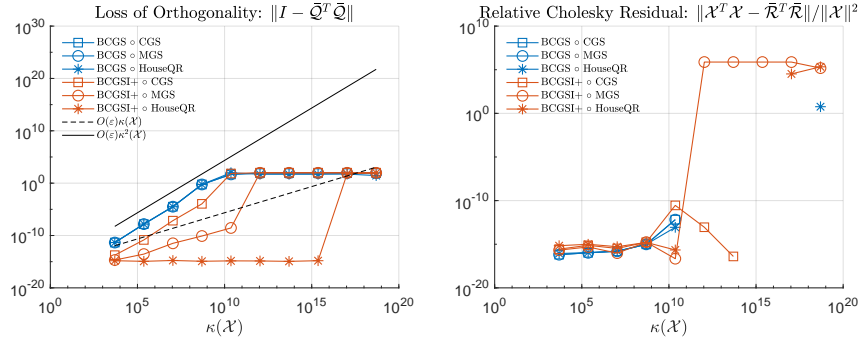 Loss of Orthogonality: ‖I − Q̄ᵀQ̄‖
10³⁰
10²⁰
10¹⁰
10⁰
10⁻¹⁰
10⁻²⁰
BCGS ∘ CGS
BCGS ∘ MGS
BCGS ∘ HouseQR
BCGSI+ ∘ CGS
BCGSI+ ∘ MGS
BCGSI+ ∘ HouseQR
O(ε)κ(𝒳)
O(ε)κ²(𝒳)
10⁰ 10⁵ 10¹⁰ 10¹⁵ 10²⁰
κ(𝒳)
Relative Cholesky Residual: ‖𝒳ᵀ𝒳 − R̄ᵀR̄‖/‖𝒳‖²
10¹⁰
10⁰
10⁻¹⁰
10⁻²⁰
BCGS ∘ CGS
BCGS ∘ MGS
BCGS ∘ HouseQR
BCGSI+ ∘ CGS
BCGSI+ ∘ MGS
BCGSI+ ∘ HouseQR
10⁰ 10⁵ 10¹⁰ 10¹⁵ 10²⁰
κ(𝒳)